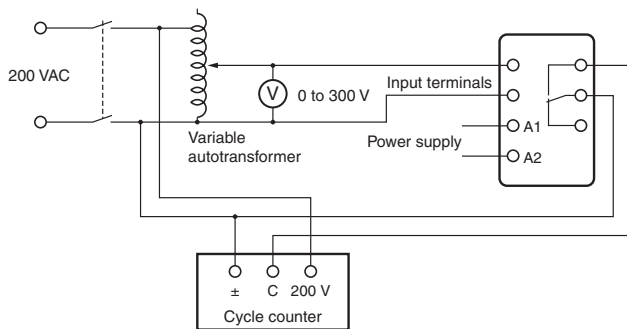 200 VAC
V
0 to 300 V
Input terminals
Variable
autotransformer
Power supply
A1
A2
± C 200 V
Cycle counter